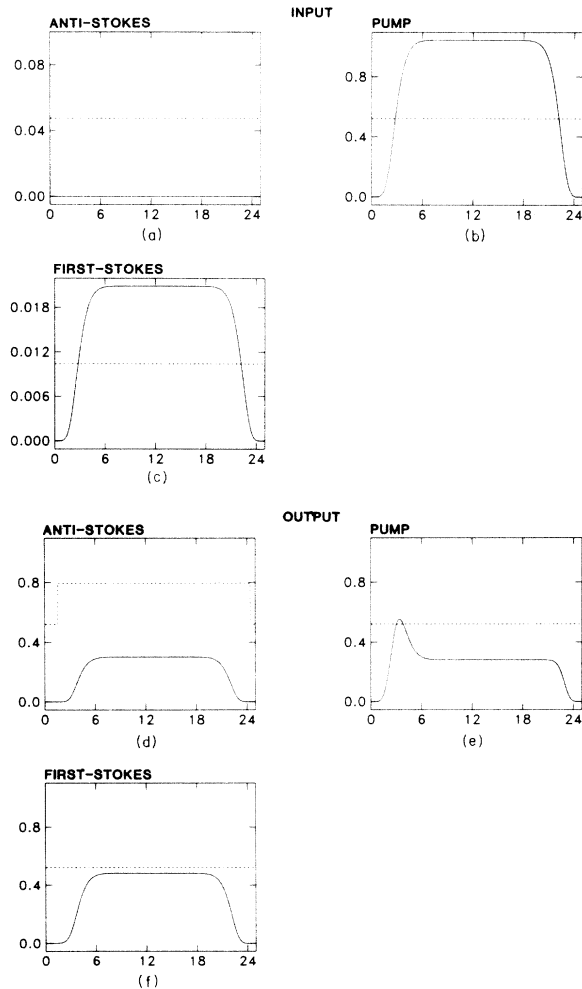 INPUT
ANTI-STOKES
0.08
0.04
0.00
0 6 12 18 24
(a)
PUMP
0.8
0.4
0.0
0 6 12 18 24
(b)
FIRST-STOKES
0.018
0.012
0.006
0.000
0 6 12 18 24
(c)
OUTPUT
ANTI-STOKES
0.8
0.4
0.0
0 6 12 18 24
(d)
PUMP
0.8
0.4
0.0
0 6 12 18 24
(e)
FIRST-STOKES
0.8
0.4
0.0
0 6 12 18 24
(f)